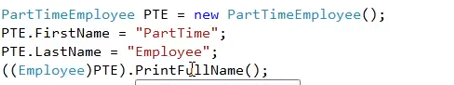 PartTimeEmployee PTE = new PartTimeEmployee();
PTE.FirstName = "PartTime";
PTE.LastName = "Employee";
((Employee)PTE).PrintFullName();